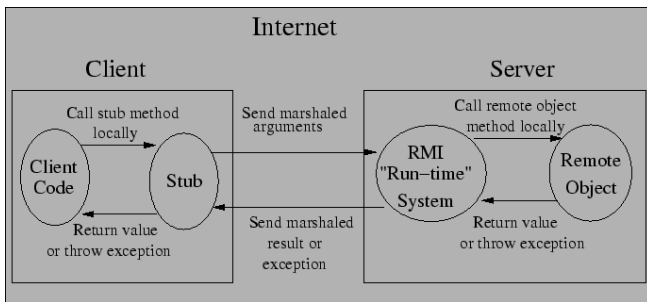 Internet
Client
Server
Call stub method
locally
Send marshaled
arguments
Call remote object
method locally
Client
Code
Stub
RMI
"Run-time"
System
Remote
Object
Return value
or throw exception
Send marshaled
result or
exception
Return value
or throw exception